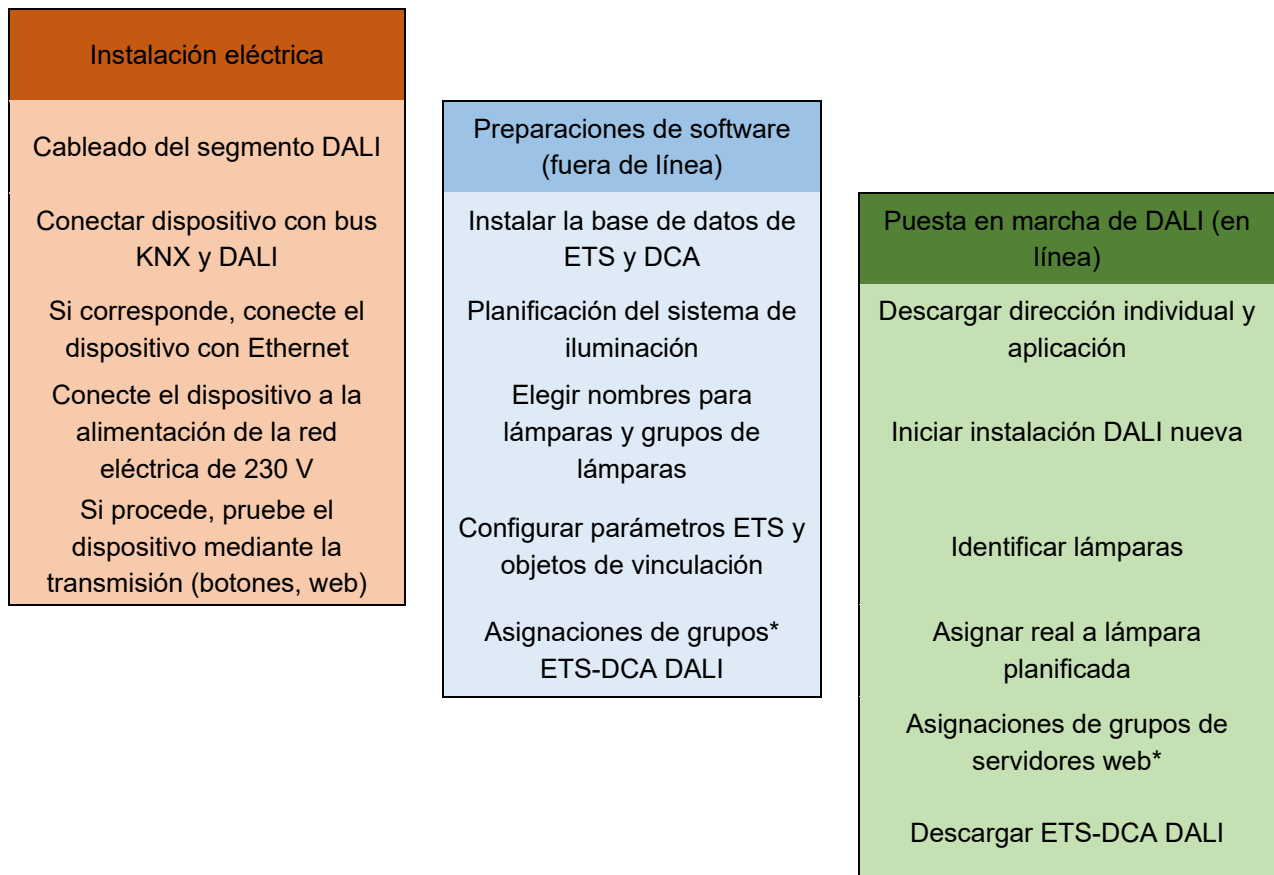 Instalación eléctrica
Cableado del segmento DALI
Conectar dispositivo con bus
KNX y DALI
Si corresponde, conecte el
dispositivo con Ethernet
Conecte el dispositivo a la
alimentación de la red
eléctrica de 230 V
Si procede, pruebe el
dispositivo mediante la
transmisión (botones, web)
Preparaciones de software
(fuera de línea)
Instalar la base de datos de
ETS y DCA
Planificación del sistema de
iluminación
Elegir nombres para
lámparas y grupos de
lámparas
Configurar parámetros ETS y
objetos de vinculación
Asignaciones de grupos*
ETS-DCA DALI
Puesta en marcha de DALI (en
línea)
Descargar dirección individual y
aplicación
Iniciar instalación DALI nueva
Identificar lámparas
Asignar real a lámpara
planificada
Asignaciones de grupos de
servidores web*
Descargar ETS-DCA DALI